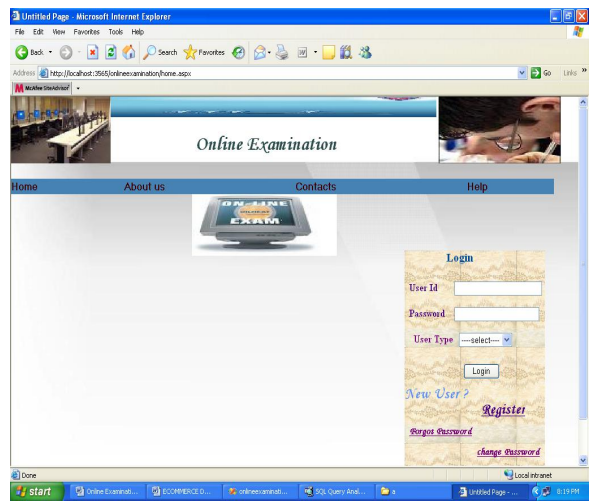 Untitled Page - Microsoft Internet Explorer
File Edit View Favorites Tools Help
Back Search Favorites
Address http://localhost:3565/onlineexamination/home.aspx Go Links »
McAfee SiteAdvisor
Online Examination
Home About us Contacts Help
ON-LINE
EXAM
Login
User Id
Password
User Type ----select----
Login
New User ?
Register
Forgot Password
change Password
Done Local intranet
start Online Examinati... ECOMMERCE D... onlineexaminati... SQL Query Anal... a Untitled Page - ... 8:19 PM